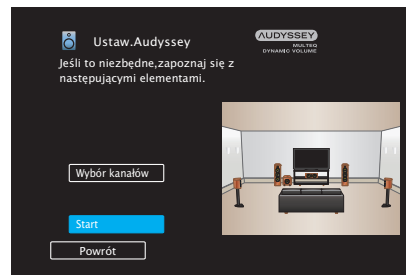 Ustaw.Audyssey
AUDYSSEY
MULTEQ
DYNAMIC VOLUME
Jeśli to niezbędne,zapoznaj się z
następującymi elementami.
Wybór kanałów
Start
Powrót